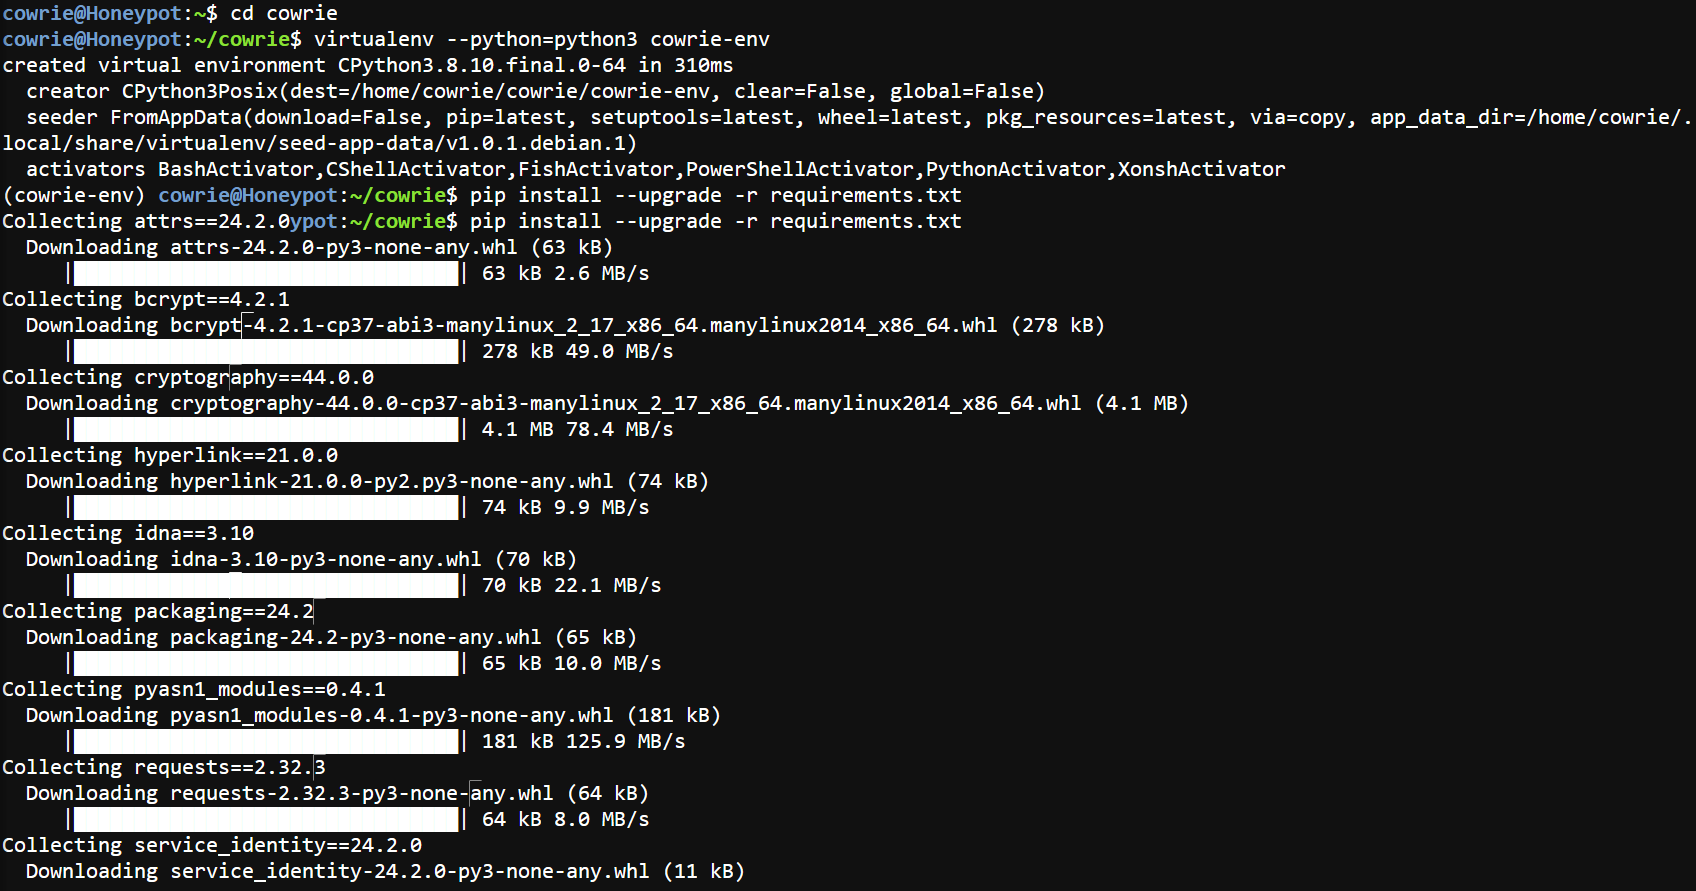 cowrie@Honeypot:~$ cd cowrie
cowrie@Honeypot:~/cowrie$ virtualenv --python=python3 cowrie-env
created virtual environment CPython3.8.10.final.0-64 in 310ms
  creator CPython3Posix(dest=/home/cowrie/cowrie/cowrie-env, clear=False, global=False)
  seeder FromAppData(download=False, pip=latest, setuptools=latest, wheel=latest, pkg_resources=latest, via=copy, app_data_dir=/home/cowrie/.
local/share/virtualenv/seed-app-data/v1.0.1.debian.1)
  activators BashActivator,CShellActivator,FishActivator,PowerShellActivator,PythonActivator,XonshActivator
(cowrie-env) cowrie@Honeypot:~/cowrie$ pip install --upgrade -r requirements.txt
Collecting attrs==24.2.0ypot:~/cowrie$ pip install --upgrade -r requirements.txt
  Downloading attrs-24.2.0-py3-none-any.whl (63 kB)
     |████████████████████████████████| 63 kB 2.6 MB/s
Collecting bcrypt==4.2.1
  Downloading bcrypt-4.2.1-cp37-abi3-manylinux_2_17_x86_64.manylinux2014_x86_64.whl (278 kB)
     |████████████████████████████████| 278 kB 49.0 MB/s
Collecting cryptography==44.0.0
  Downloading cryptography-44.0.0-cp37-abi3-manylinux_2_17_x86_64.manylinux2014_x86_64.whl (4.1 MB)
     |████████████████████████████████| 4.1 MB 78.4 MB/s
Collecting hyperlink==21.0.0
  Downloading hyperlink-21.0.0-py2.py3-none-any.whl (74 kB)
     |████████████████████████████████| 74 kB 9.9 MB/s
Collecting idna==3.10
  Downloading idna-3.10-py3-none-any.whl (70 kB)
     |████████████████████████████████| 70 kB 22.1 MB/s
Collecting packaging==24.2
  Downloading packaging-24.2-py3-none-any.whl (65 kB)
     |████████████████████████████████| 65 kB 10.0 MB/s
Collecting pyasn1_modules==0.4.1
  Downloading pyasn1_modules-0.4.1-py3-none-any.whl (181 kB)
     |████████████████████████████████| 181 kB 125.9 MB/s
Collecting requests==2.32.3
  Downloading requests-2.32.3-py3-none-any.whl (64 kB)
     |████████████████████████████████| 64 kB 8.0 MB/s
Collecting service_identity==24.2.0
  Downloading service_identity-24.2.0-py3-none-any.whl (11 kB)